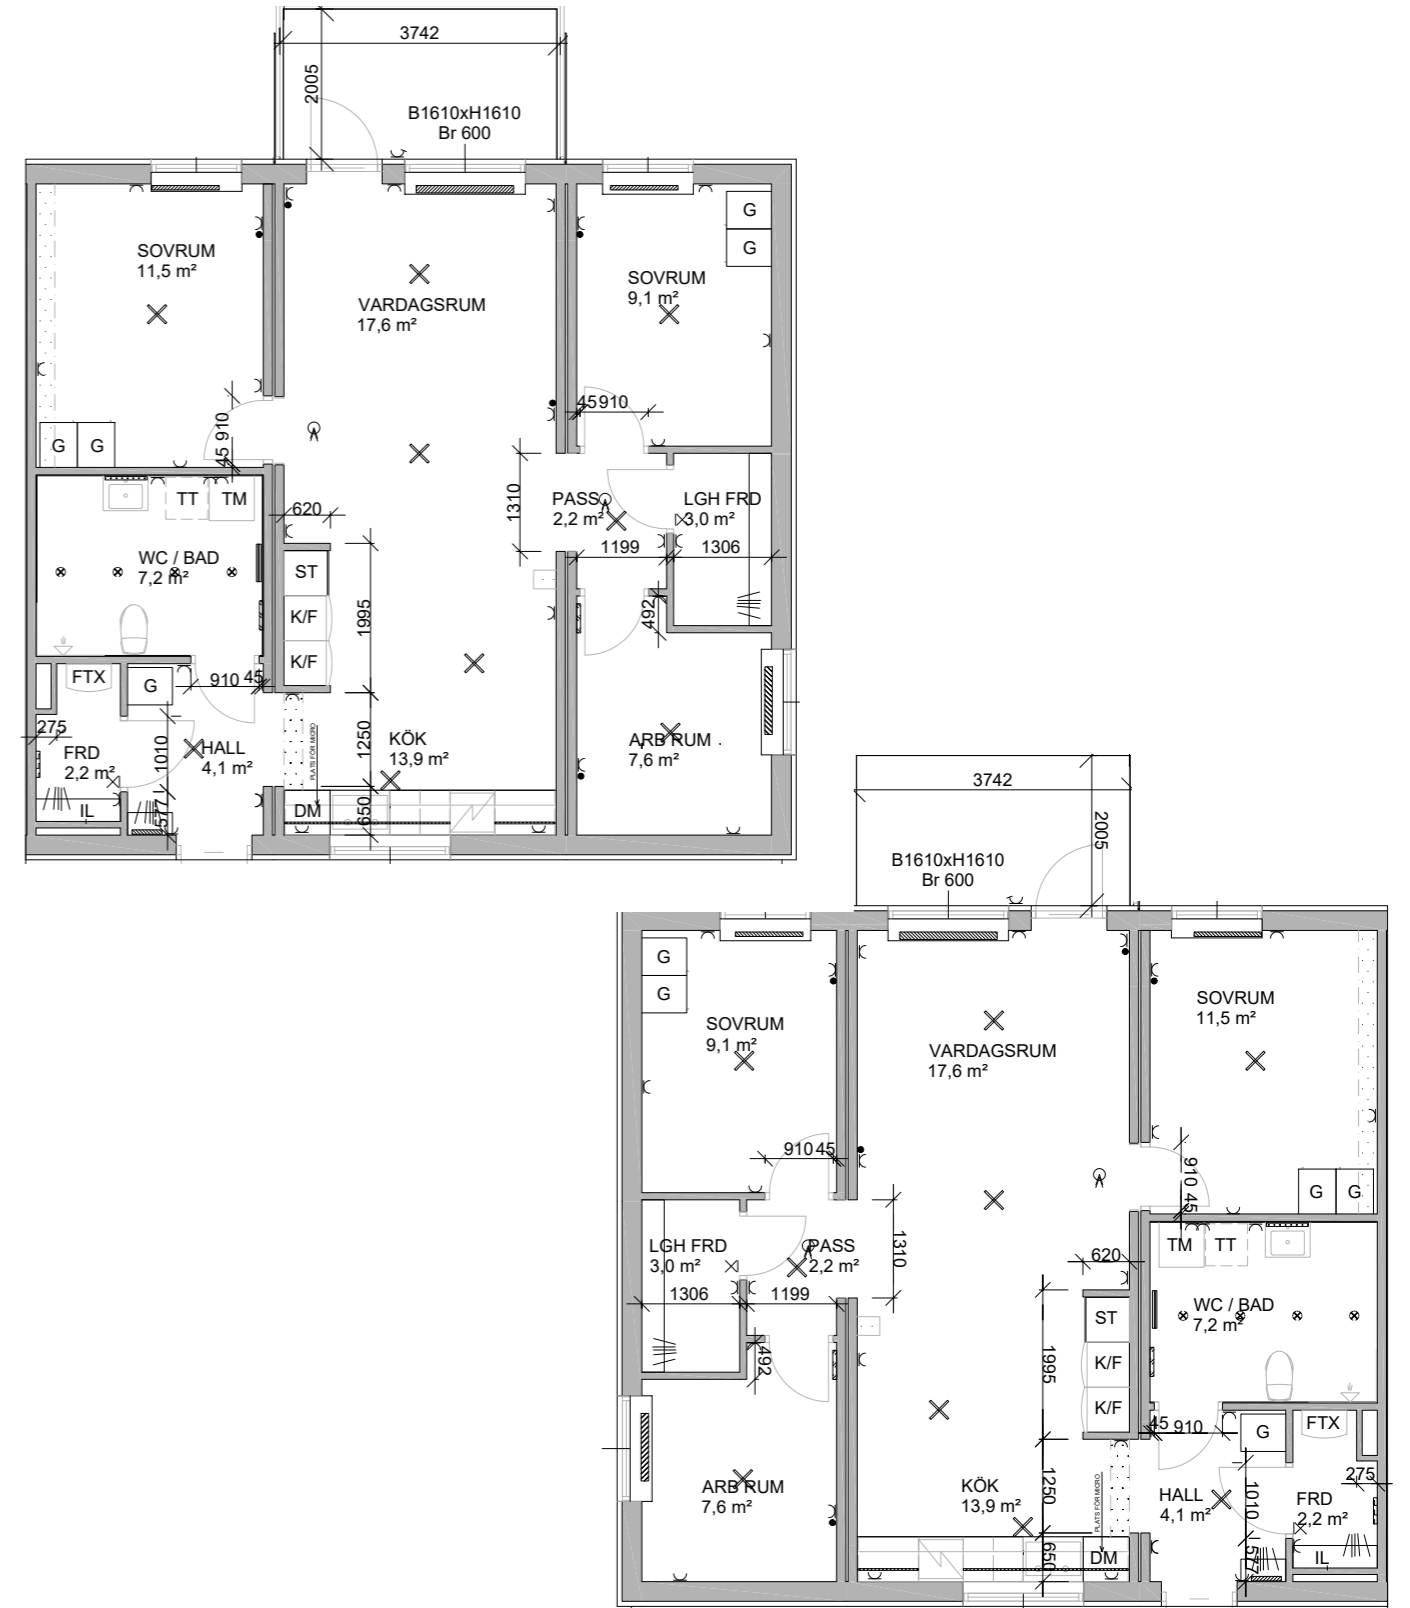 3742
2005
B1610xH1610
Br 600
G
G
SOVRUM
11,5 m²
SOVRUM
9,1 m²
VARDAGSRUM
17,6 m²
45 910
910
45
G G
TT TM
1310
PASS
2,2 m²
LGH FRD
3,0 m²
620
1199
1306
WC / BAD
7,2 m²
ST
K/F
K/F
1995
492
FTX
G
910 45
275
FRD
2,2 m²
1010
HALL
4,1 m²
PLATS FÖR MICRO
1250
KÖK
13,9 m²
ARB RUM
7,6 m²
577
IL
DM
650
3742
2005
B1610xH1610
Br 600
G
G
SOVRUM
9,1 m²
VARDAGSRUM
17,6 m²
SOVRUM
11,5 m²
910 45
910
45
G G
LGH FRD
3,0 m²
PASS
2,2 m²
1310
TM TT
620
1306
1199
WC / BAD
7,2 m²
ST
K/F
K/F
1995
492
45 910
G
FTX
275
ARB RUM
7,6 m²
KÖK
13,9 m²
1250
PLATS FÖR MICRO
HALL
4,1 m²
1010
FRD
2,2 m²
650
DM
577
IL